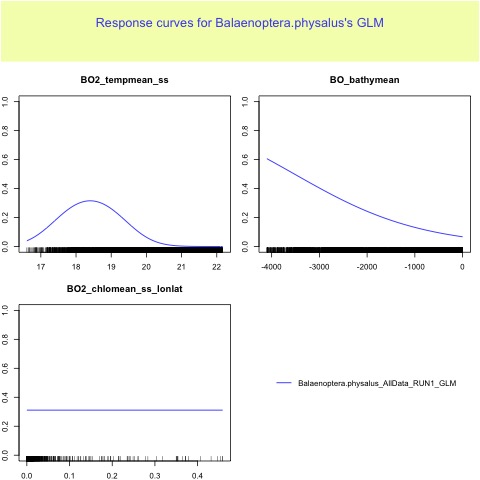 Response curves for Balaenoptera.physalus's GLM
BO2_tempmean_ss
0.0 0.2 0.4 0.6 0.8 1.0
17 18 19 20 21 22
BO_bathymean
0.0 0.2 0.4 0.6 0.8 1.0
-4000 -3000 -2000 -1000 0
BO2_chlomean_ss_lonlat
0.0 0.2 0.4 0.6 0.8 1.0
0.0 0.1 0.2 0.3 0.4
Balaenoptera.physalus_AllData_RUN1_GLM